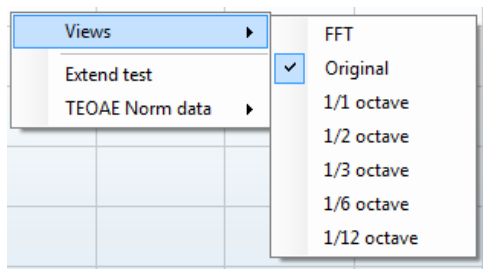 Views
Extend test
TEOAE Norm data
FFT
Original
1/1 octave
1/2 octave
1/3 octave
1/6 octave
1/12 octave